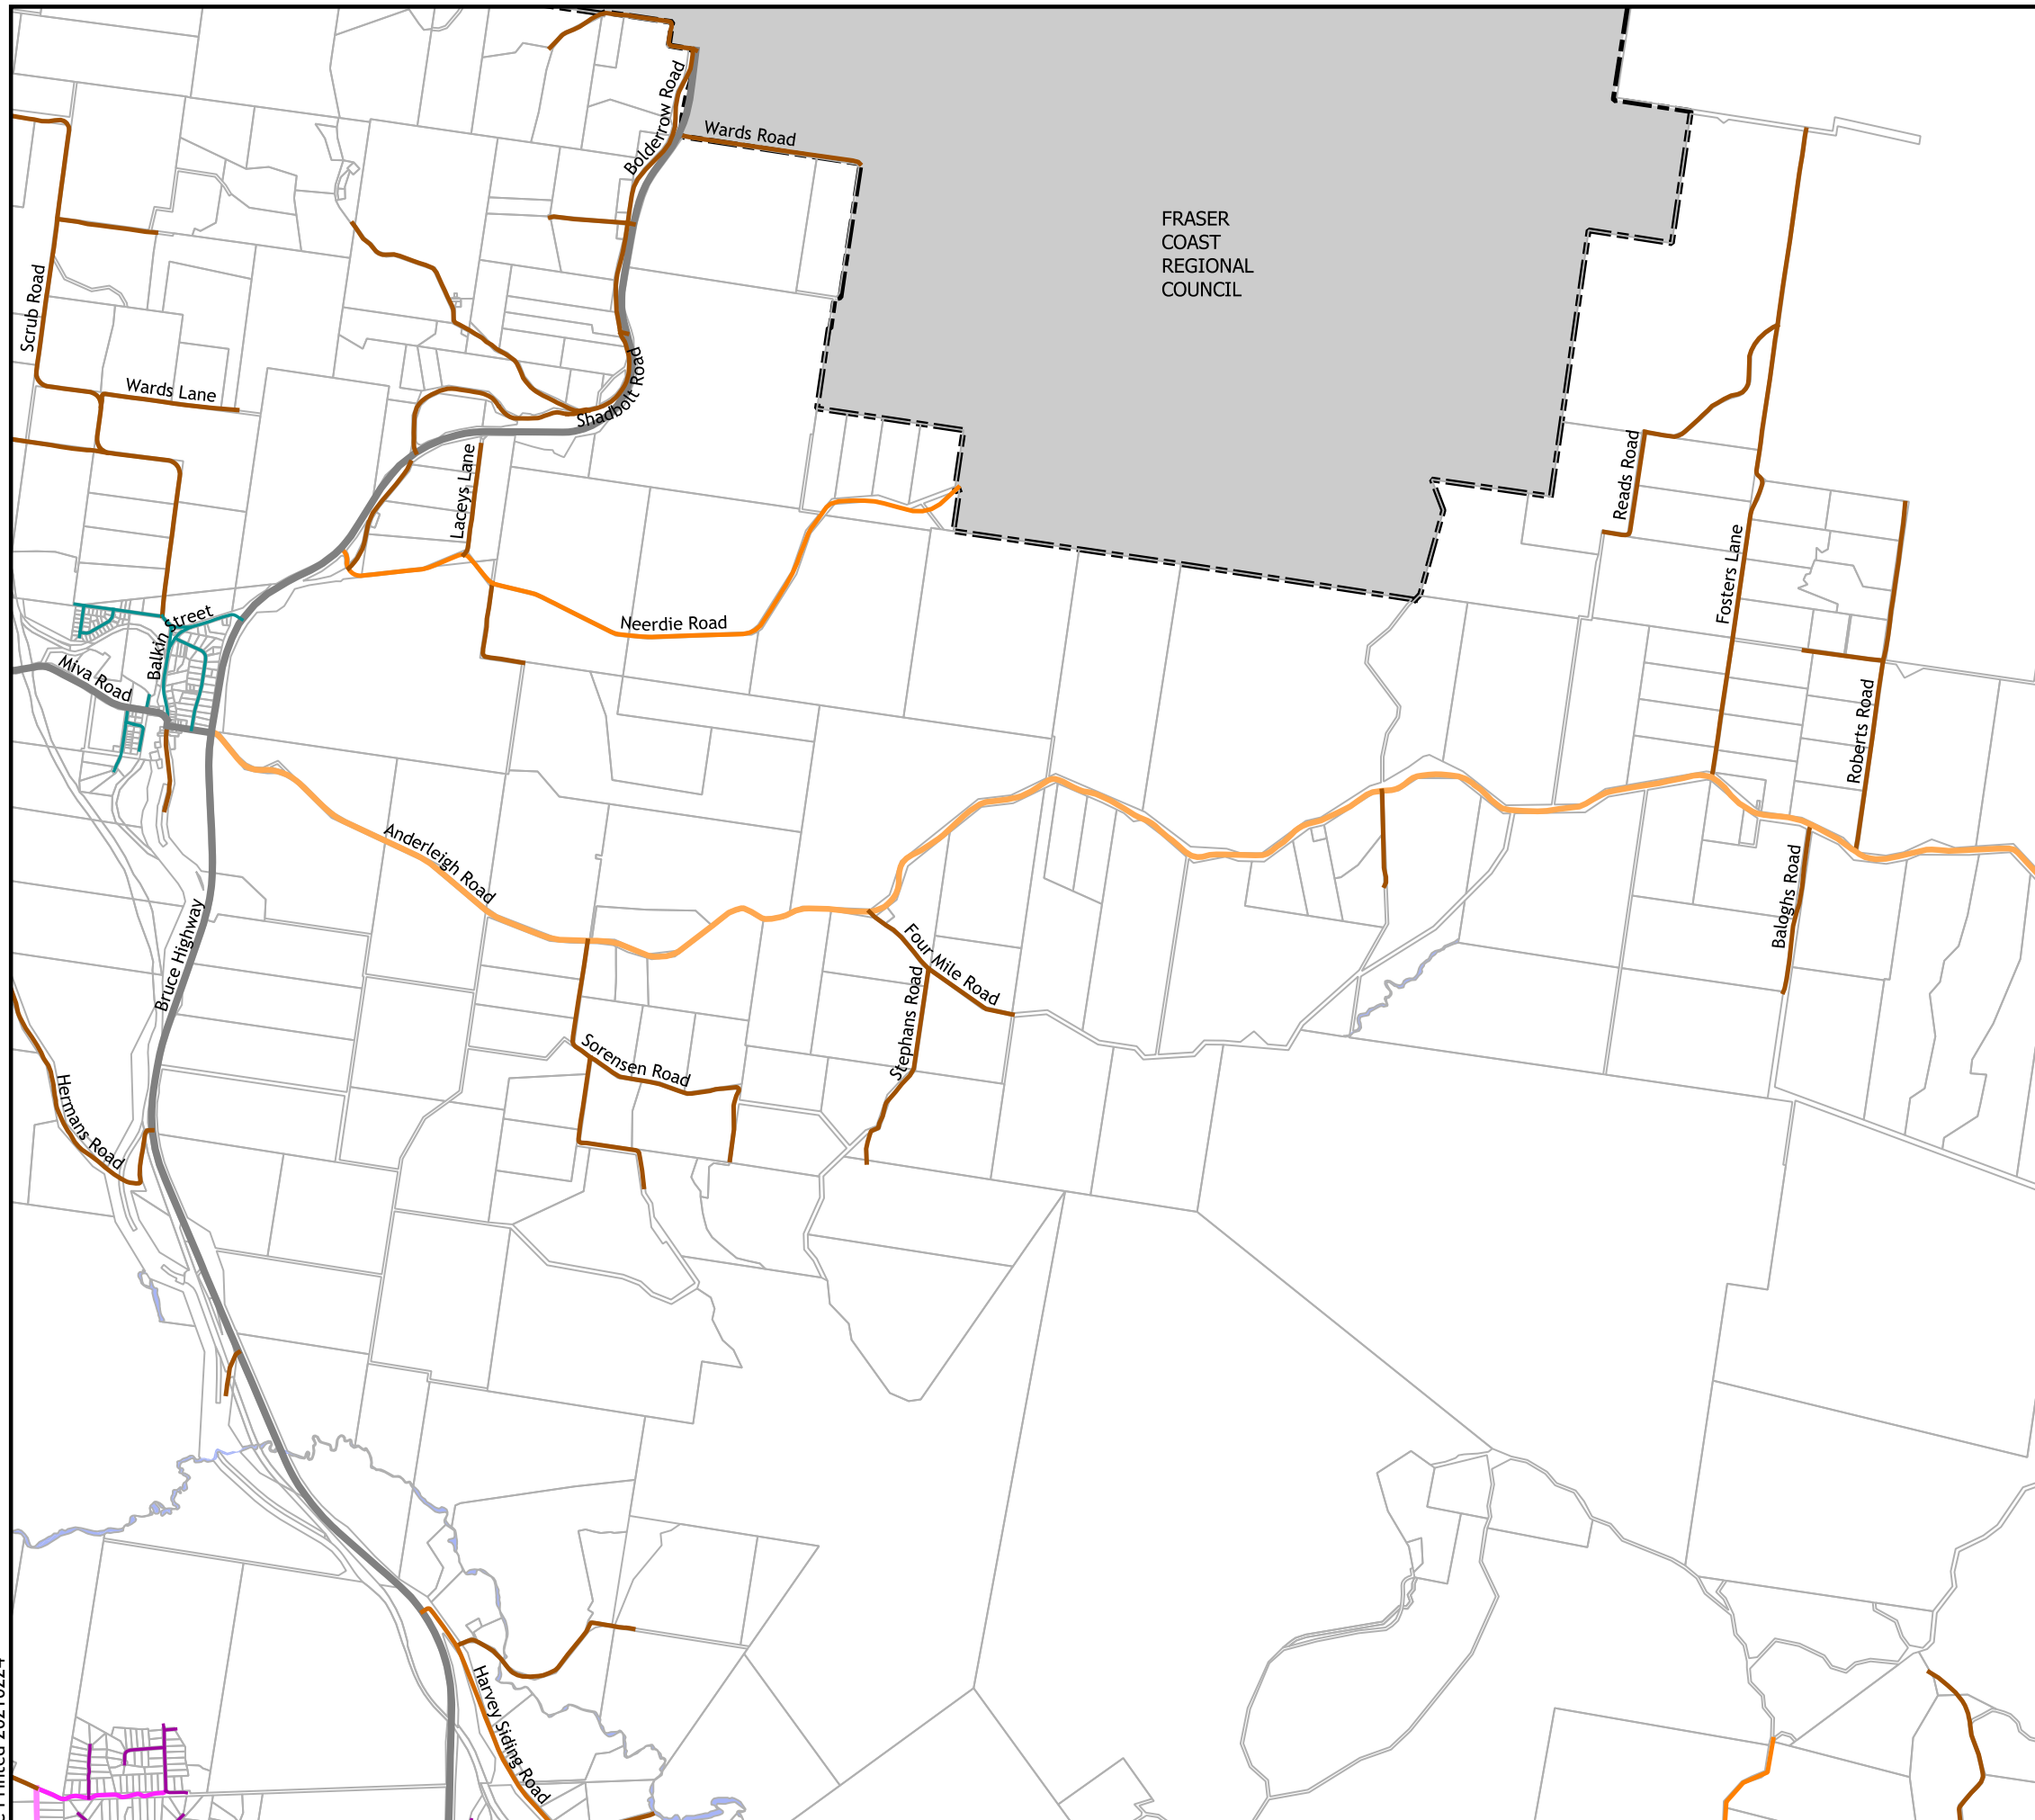 Bolderrow Road
Wards Road
FRASER
COAST
REGIONAL
COUNCIL
Scrub Road
Wards Lane
Shadbolt Road
Laceys Lane
Reads Road
Fosters Lane
Neerdie Road
Balkin Street
Miva Road
Roberts Road
Anderleigh Road
Baloghs Road
Bruce Highway
Four Mile Road
Stephans Road
Sorensen Road
Hermans Road
Harvey Siding Road